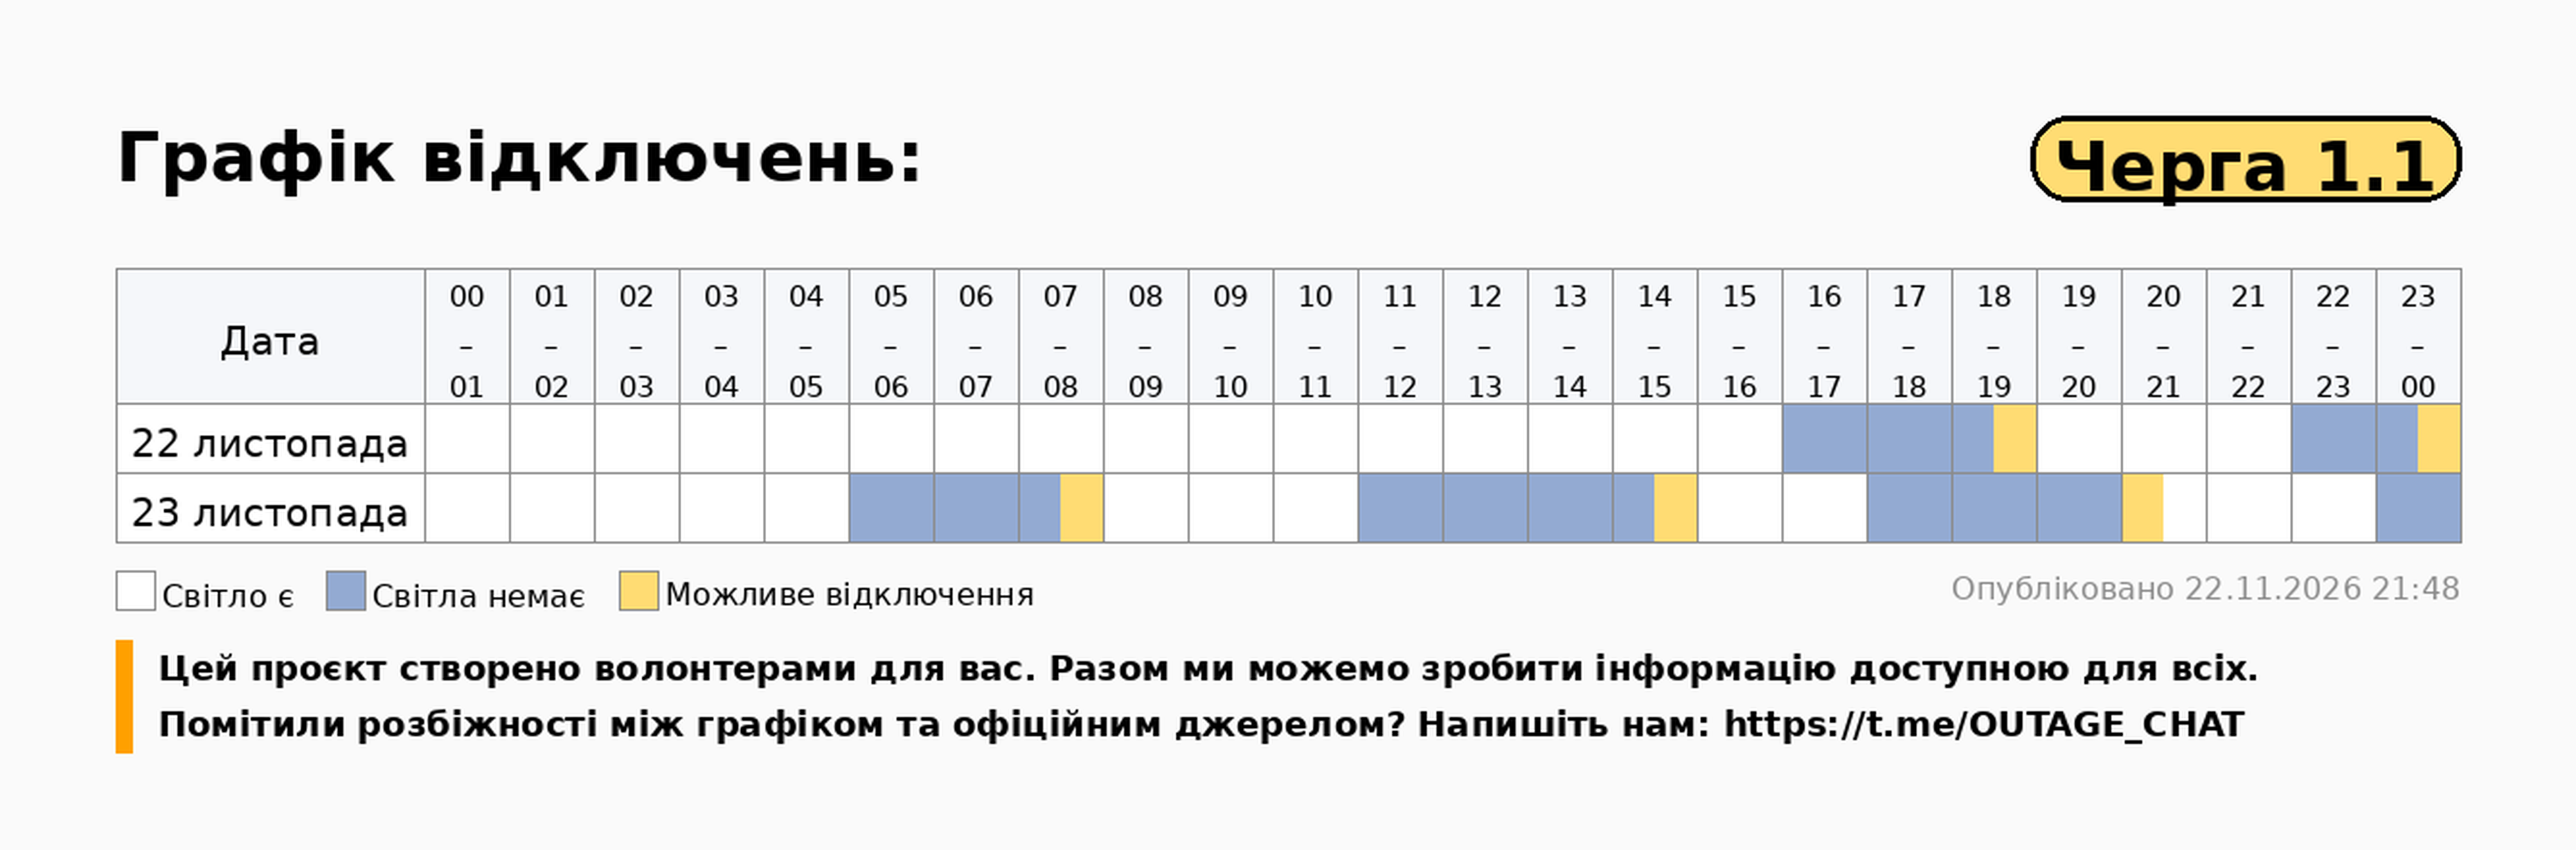 Графік відключень:
Черга 1.1
Дата
00 – 01
01 – 02
02 – 03
03 – 04
04 – 05
05 – 06
06 – 07
07 – 08
08 – 09
09 – 10
10 – 11
11 – 12
12 – 13
13 – 14
14 – 15
15 – 16
16 – 17
17 – 18
18 – 19
19 – 20
20 – 21
21 – 22
22 – 23
23 – 00
22 листопада
23 листопада
Світло є
Світла немає
Можливе відключення
Опубліковано 22.11.2026 21:48
Цей проєкт створено волонтерами для вас. Разом ми можемо зробити інформацію доступною для всіх.
Помітили розбіжності між графіком та офіційним джерелом? Напишіть нам: https://t.me/OUTAGE_CHAT